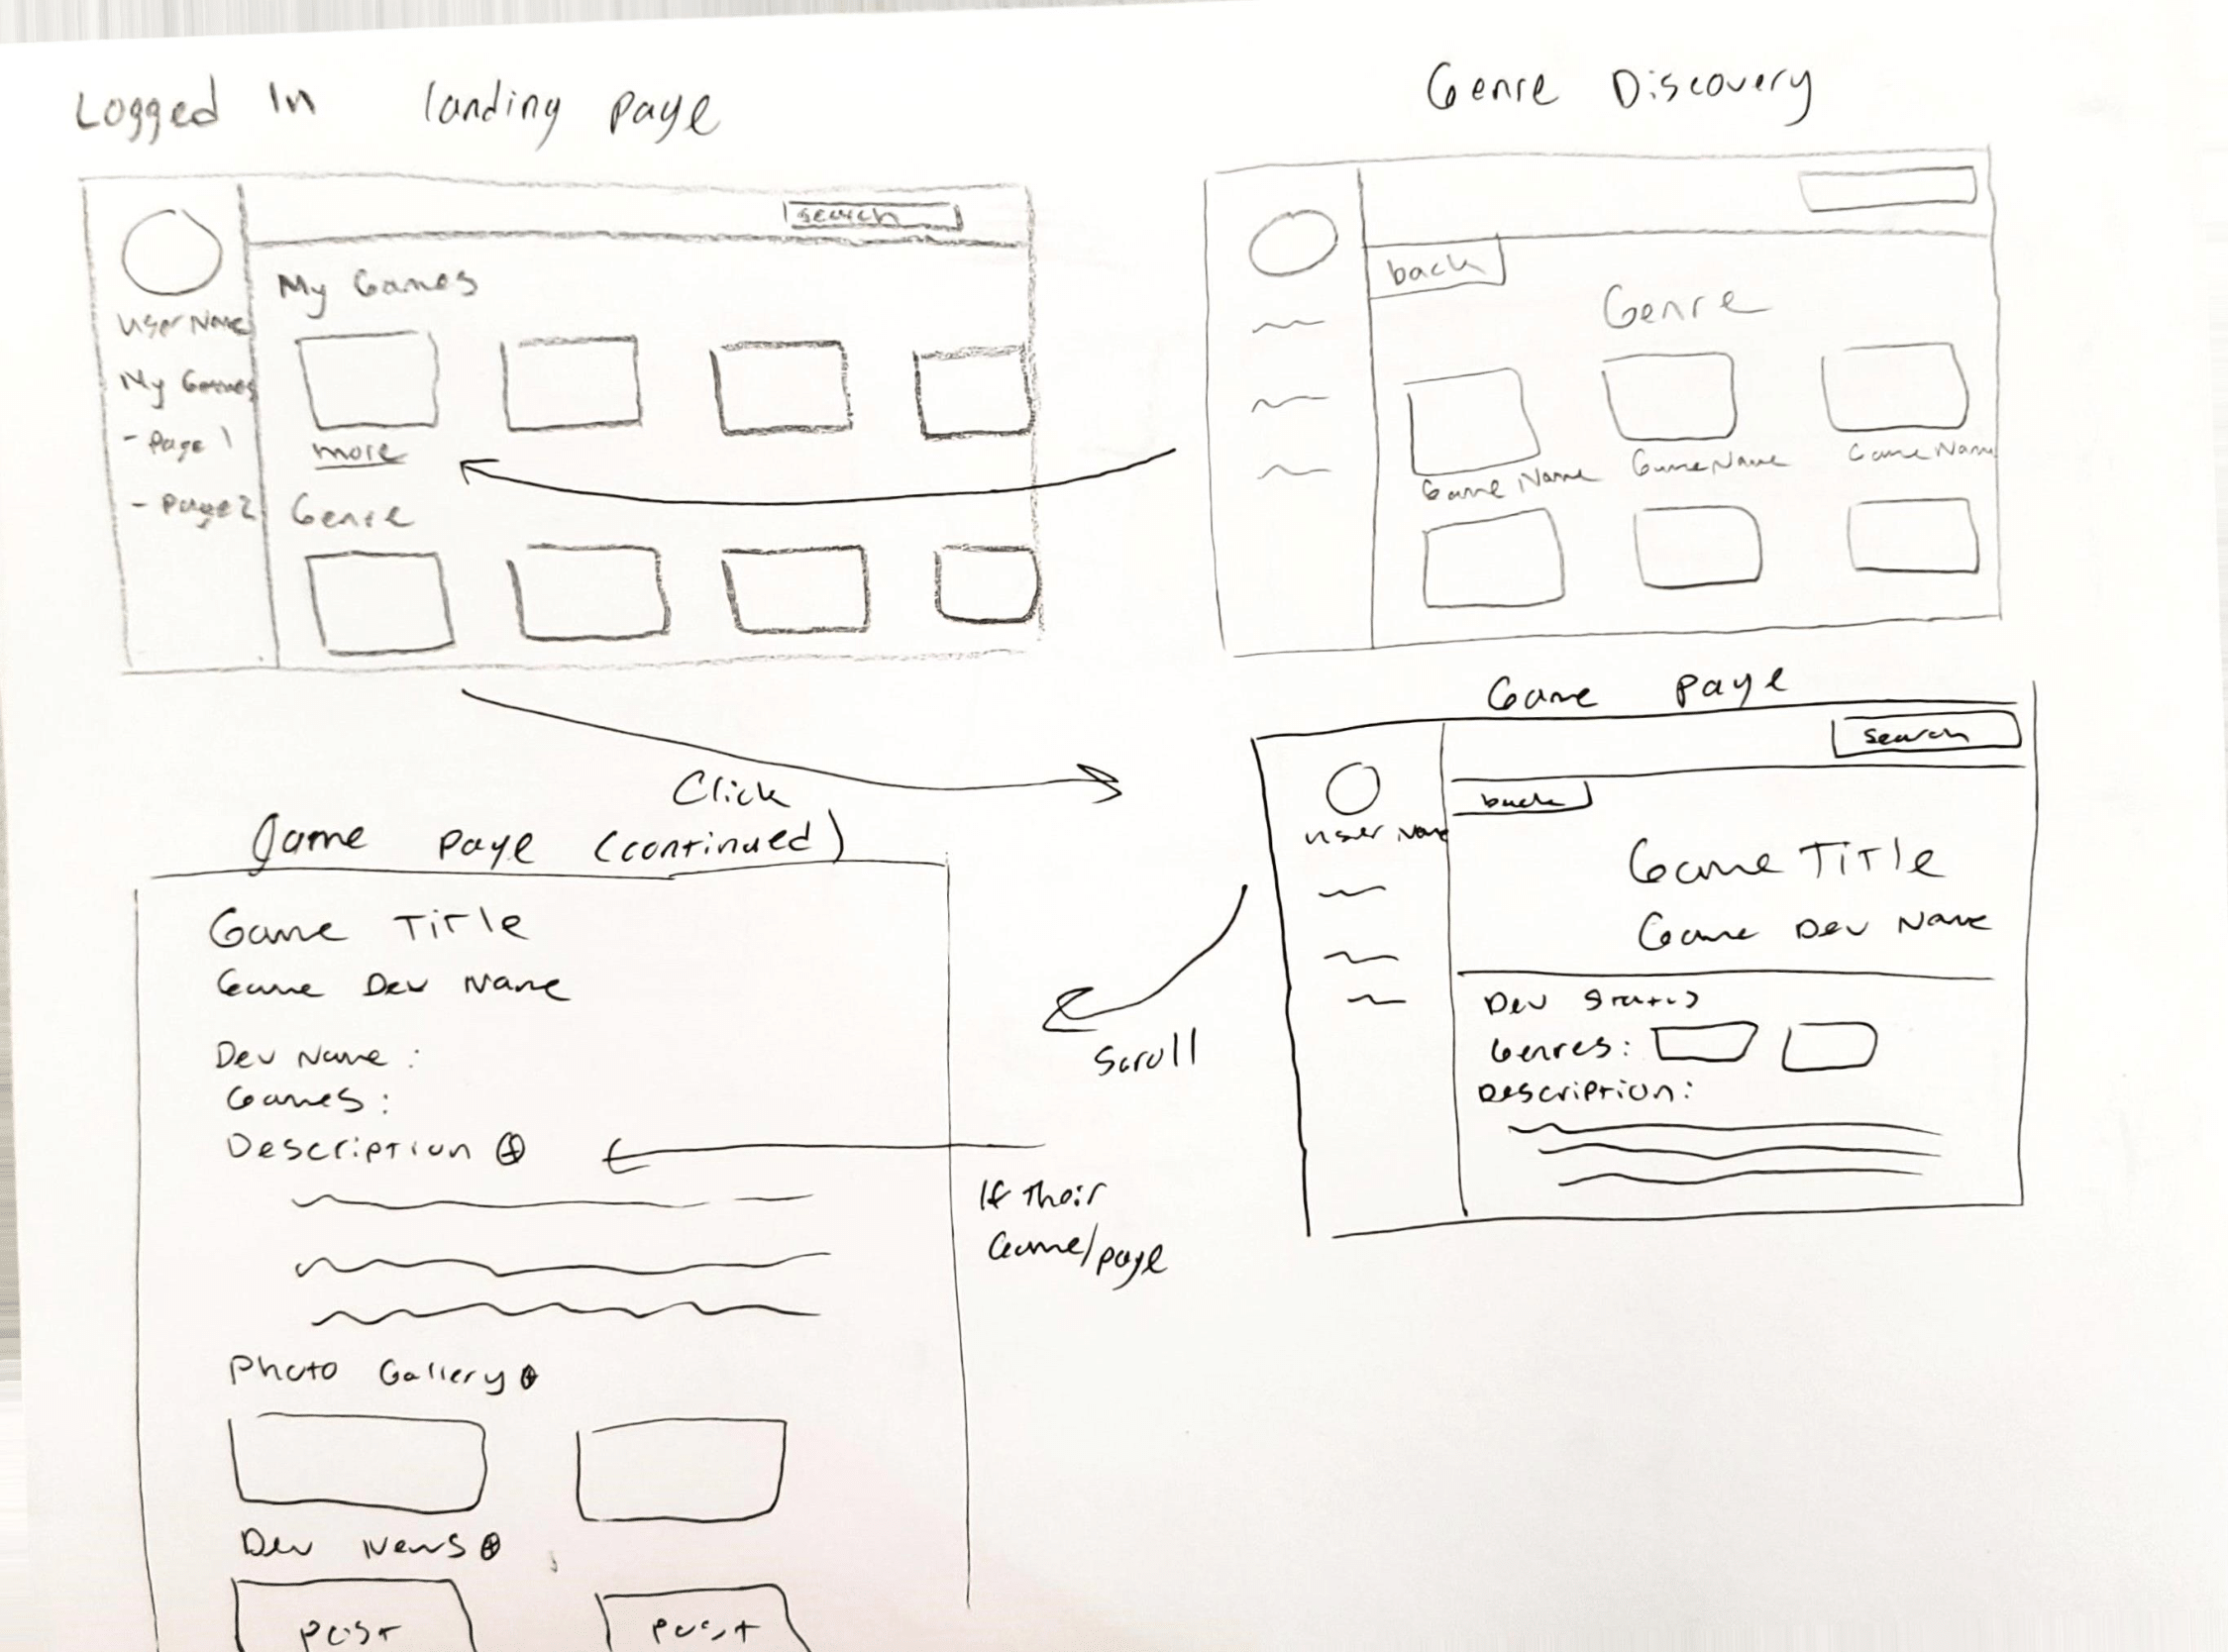 Logged In landing page
search
User Name
My Games
- Page 1
- Page 2
My Games
more
Genre
Genre Discovery
back
Genre
Game Name
Game Name
Game Name
Click
Game page
search
back
User Name
Game Title
Game Dev Name
Dev Status
Genres:
Description:
Scroll
Game page (continued)
Game Title
Game Dev Name
Dev Name :
Games :
Description
If Their
Game/page
Photo Gallery
Dev News
Post
Post